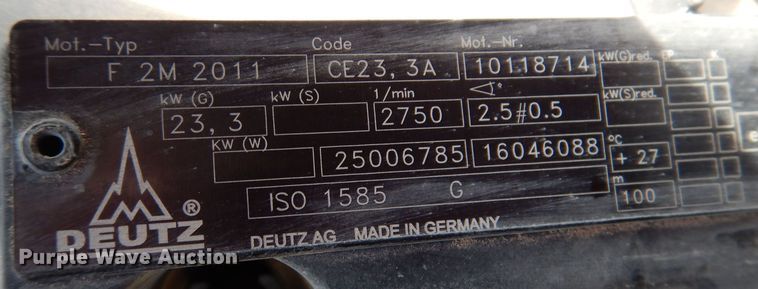 Mot.-Typ Code Mot.-Nr.
F 2M 2011 CE23, 3A 10118714 kW(G)red. K
kW (G) kW (S) 1/min ◁° kW(S)red.
23, 3 2750 2.5#0.5
KW (W) 25006785 16046088 °C
+ 27
ISO 1585 G m
100
® DEUTZ
DEUTZ AG MADE IN GERMANY
Purple Wave Auction